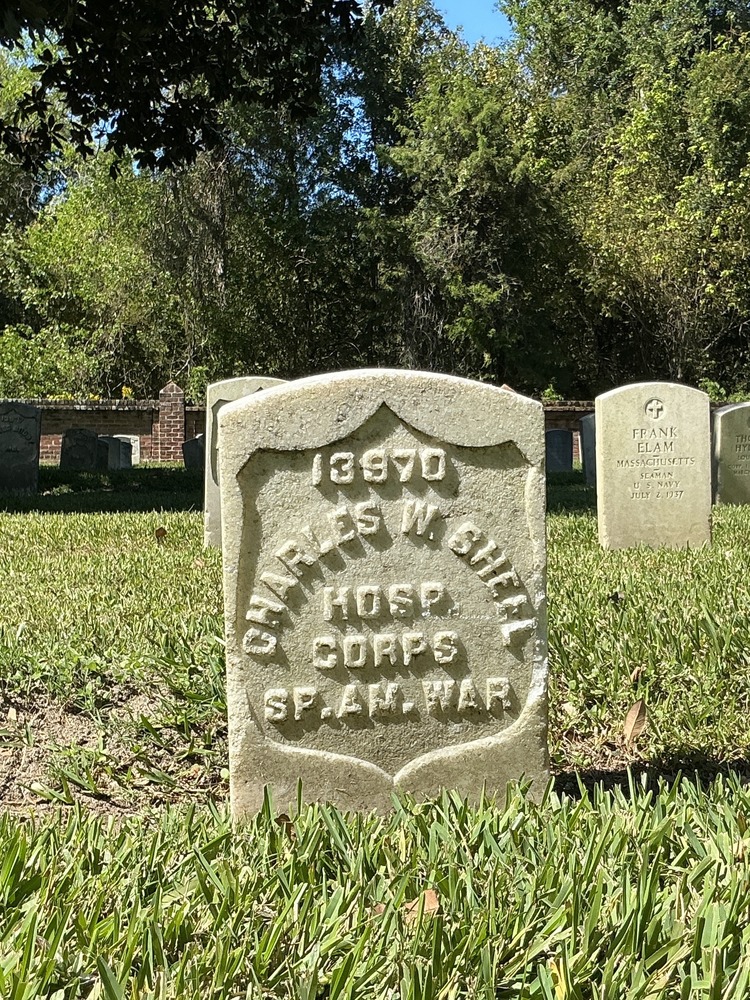 13970
CHARLES W. SHELL
HOSP.
CORPS
SP. AM. WAR
FRANK
ELAM
MASSACHUSETTS
SEAMAN
U S NAVY
JULY 2 1937